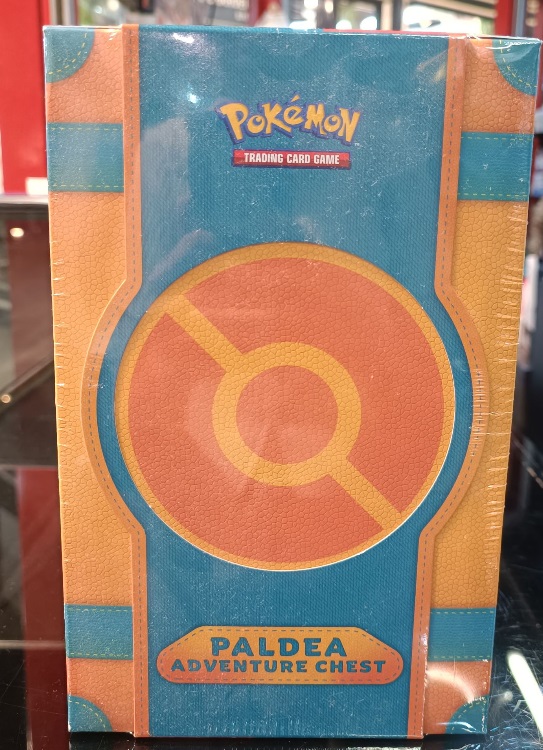 POKéMON
TRADING CARD GAME
PALDEA
ADVENTURE CHEST